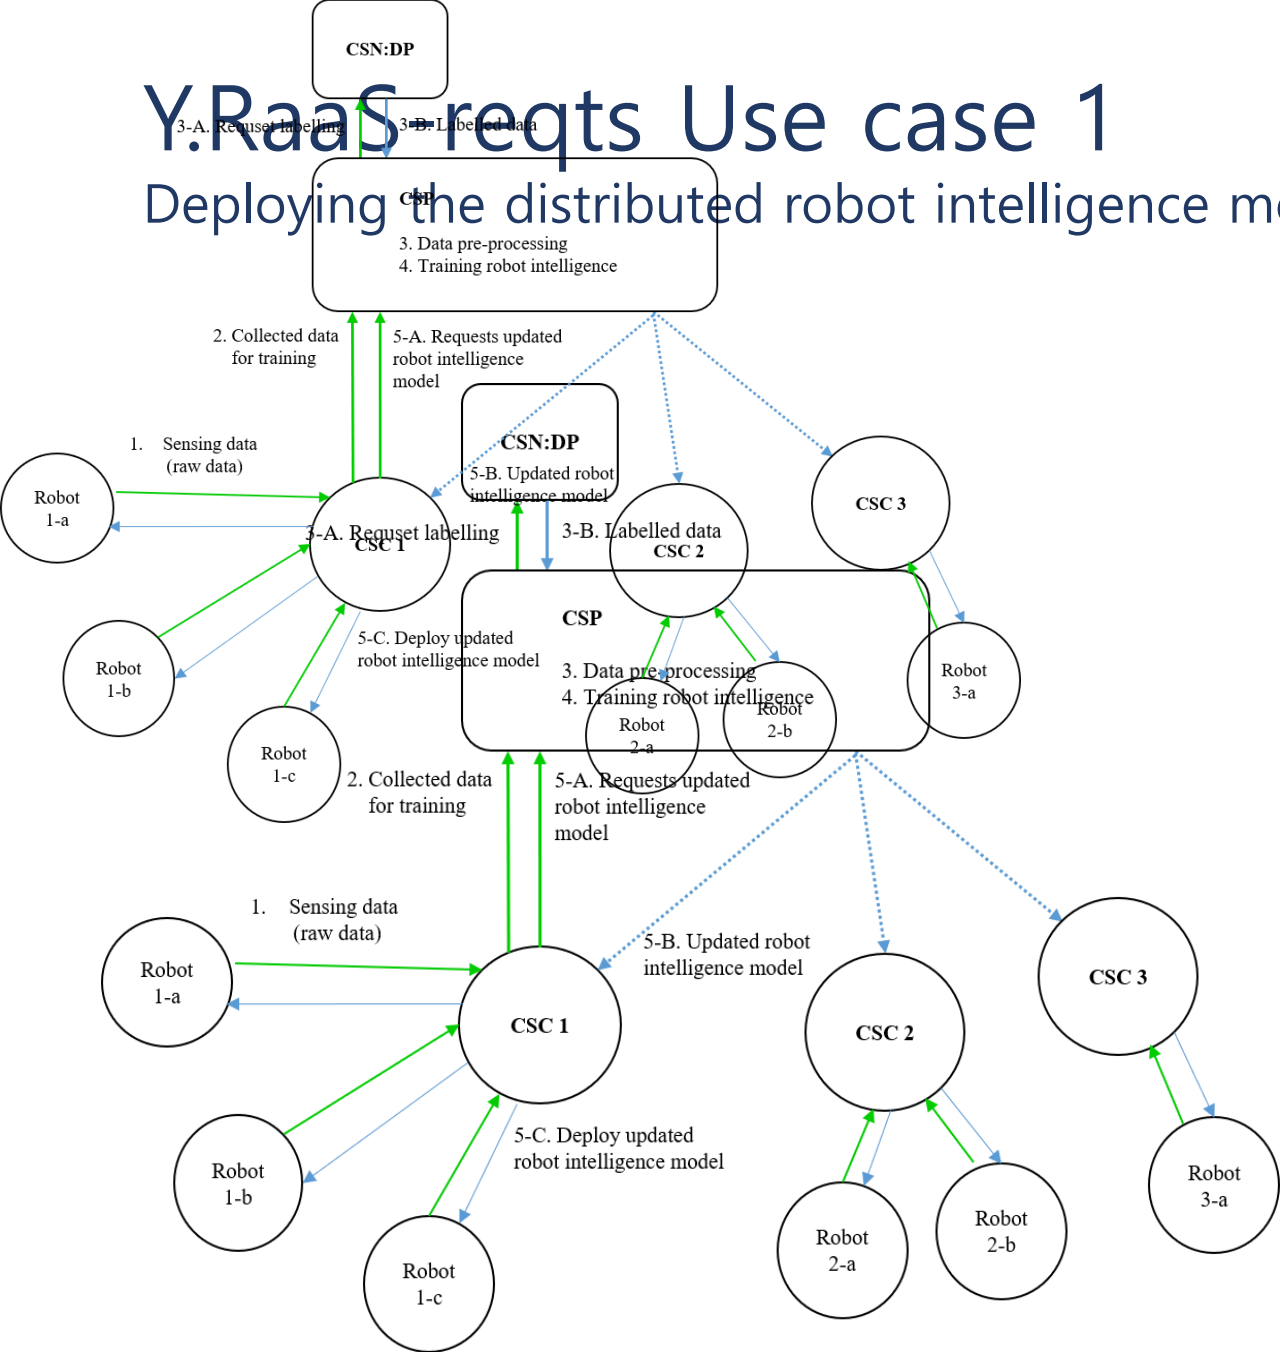 CSN:DP
Y.RaaS-reqts Use case 1
3-A. Requset labelling
3-B. Labelled data
CSP
Deploying the distributed robot intelligence
3. Data pre-processing
4. Training robot intelligence
2. Collected data
for training
5-A. Requests updated
robot intelligence
model
1. Sensing data
(raw data)
CSN:DP
5-B. Updated robot
intelligence model
Robot
1-a
CSC 1
CSC 2
CSC 3
3-A. Requset labelling
3-B. Labelled data
Robot
1-b
5-C. Deploy updated
robot intelligence model
Robot
1-c
CSP
3. Data pre-processing
4. Training robot intelligence
Robot
2-a
Robot
2-b
Robot
3-a
2. Collected data
for training
5-A. Requests updated
robot intelligence
model
1. Sensing data
(raw data)
5-B. Updated robot
intelligence model
Robot
1-a
CSC 1
CSC 2
CSC 3
Robot
1-b
5-C. Deploy updated
robot intelligence model
Robot
1-c
Robot
2-a
Robot
2-b
Robot
3-a